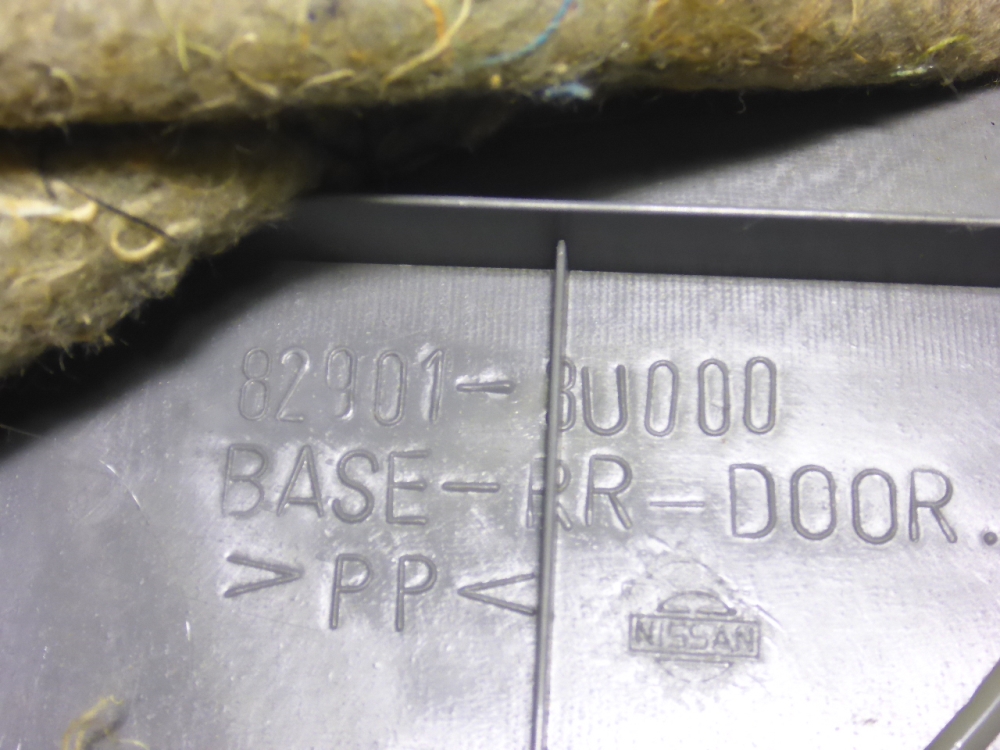 82901-8U000
BASE-RR-DOOR
>PP<
NISSAN